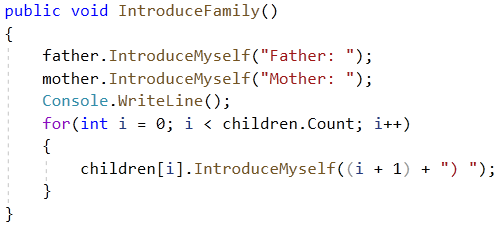 public void IntroduceFamily()
{
    father.IntroduceMyself("Father: ");
    mother.IntroduceMyself("Mother: ");
    Console.WriteLine();
    for(int i = 0; i < children.Count; i++)
    {
        children[i].IntroduceMyself((i + 1) + ") ");
    }
}